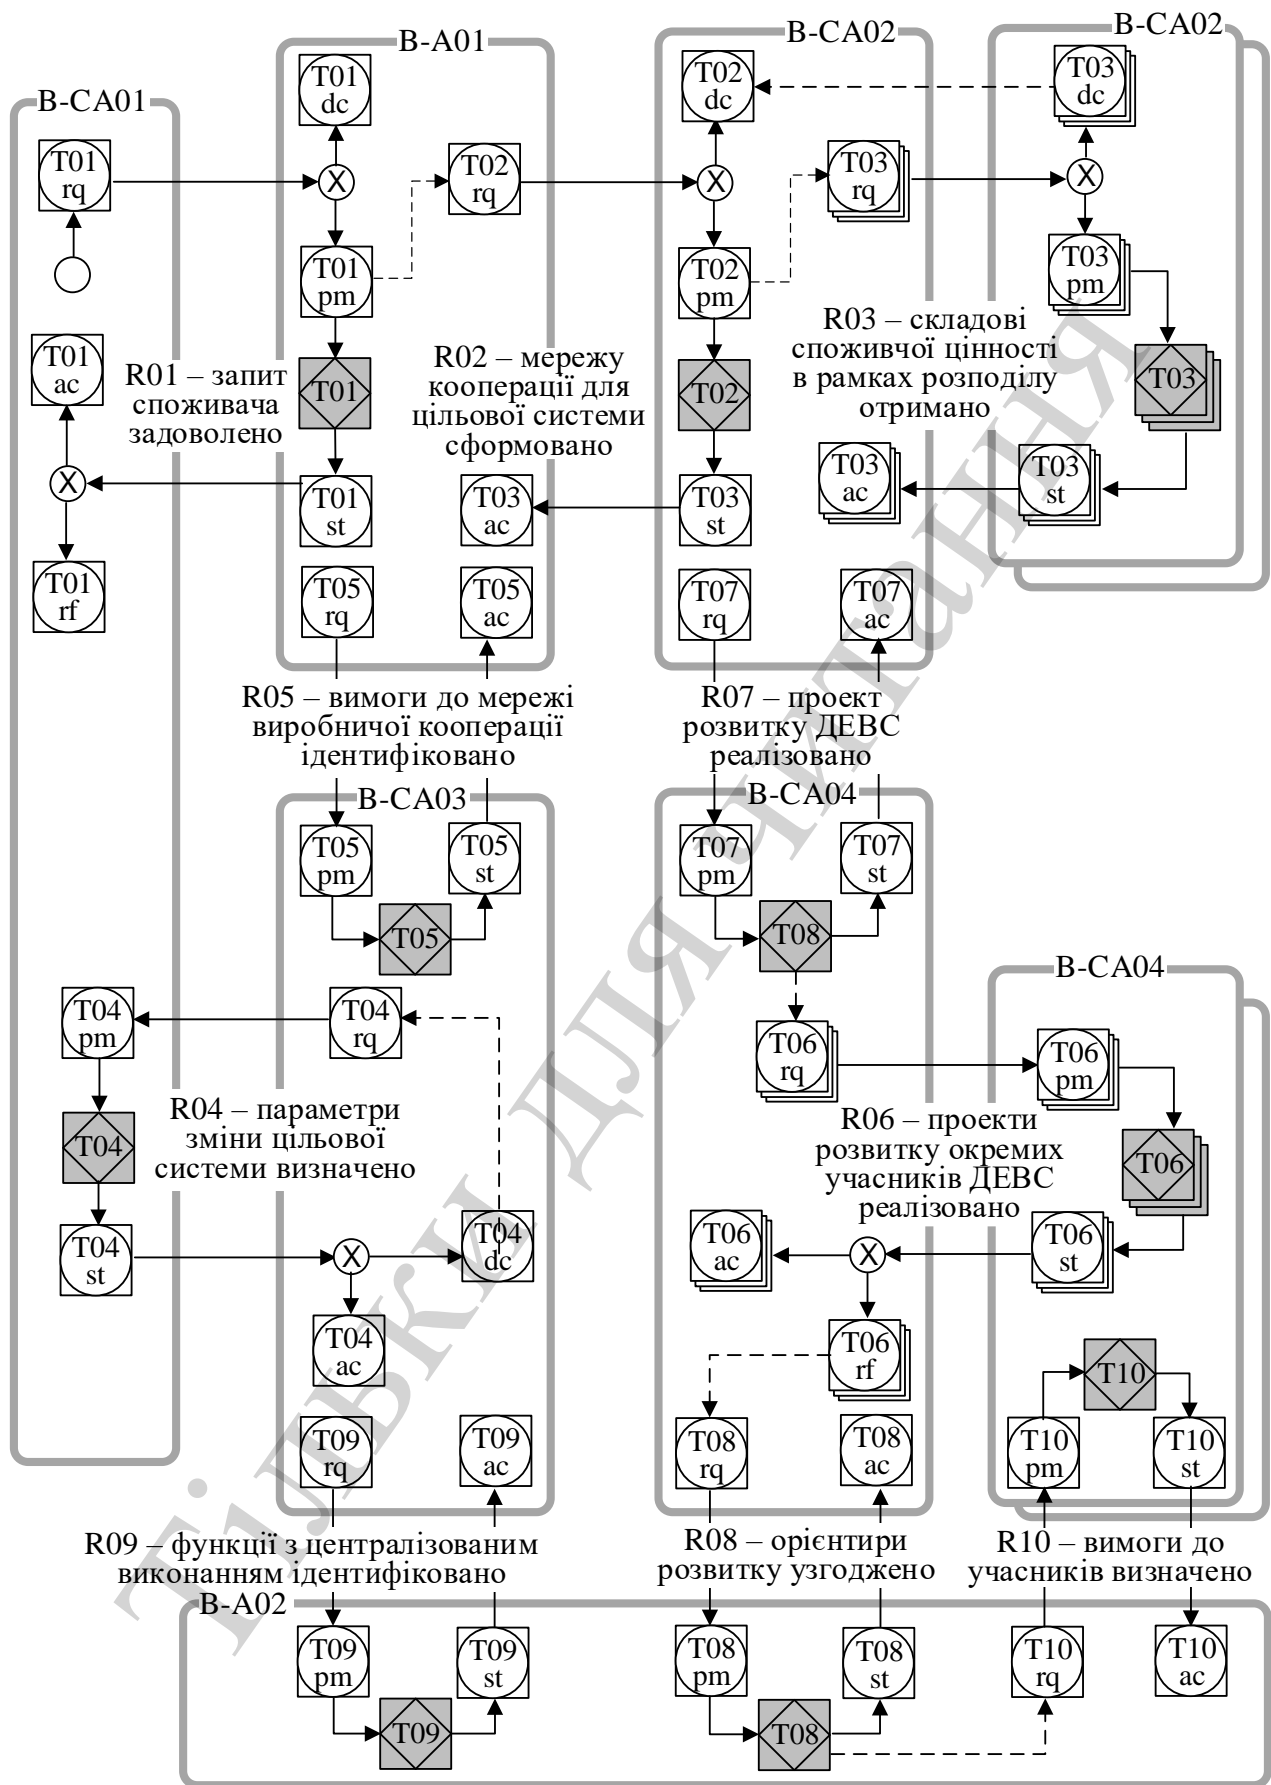 B-CA01
T01
rq
T01
ac
T01
rf
T04
pm
T04
T04
st
B-A01
T01
dc
X
T02
rq
T01
pm
T01
X
T01
st
T03
ac
T05
rq
T05
ac
R01 – запит
споживача
задоволено
R02 – мережу
кооперації для
цільової системи
сформовано
B-CA02
T02
dc
X
T03
rq
T02
pm
T02
T03
st
T03
ac
T07
rq
T07
ac
B-CA02
T03
dc
X
T03
pm
T03
T03
st
R03 – складові
споживчої цінності
в рамках розподілу
отримано
R05 – вимоги до мережі
виробничої кооперації
ідентифіковано
R07 – проект
розвитку ДЕВС
реалізовано
B-CA03
T05
pm
T05
st
T05
T04
rq
R04 – параметри
зміни цільової
системи визначено
X
T04
dc
T04
ac
T09
rq
T09
ac
B-CA04
T07
pm
T07
st
T08
T06
rq
T06
ac
X
T06
rf
T08
rq
T08
ac
B-CA04
T06
pm
T06
T06
st
R06 – проекти
розвитку окремих
учасників ДЕВС
реалізовано
T10
T10
pm
T10
st
R09 – функції з централізованим
виконанням ідентифіковано
R08 – орієнтири
розвитку узгоджено
R10 – вимоги до
учасників визначено
B-A02
T09
pm
T09
st
T09
T08
pm
T08
st
T08
T10
rq
T10
ac
Тільки для читання